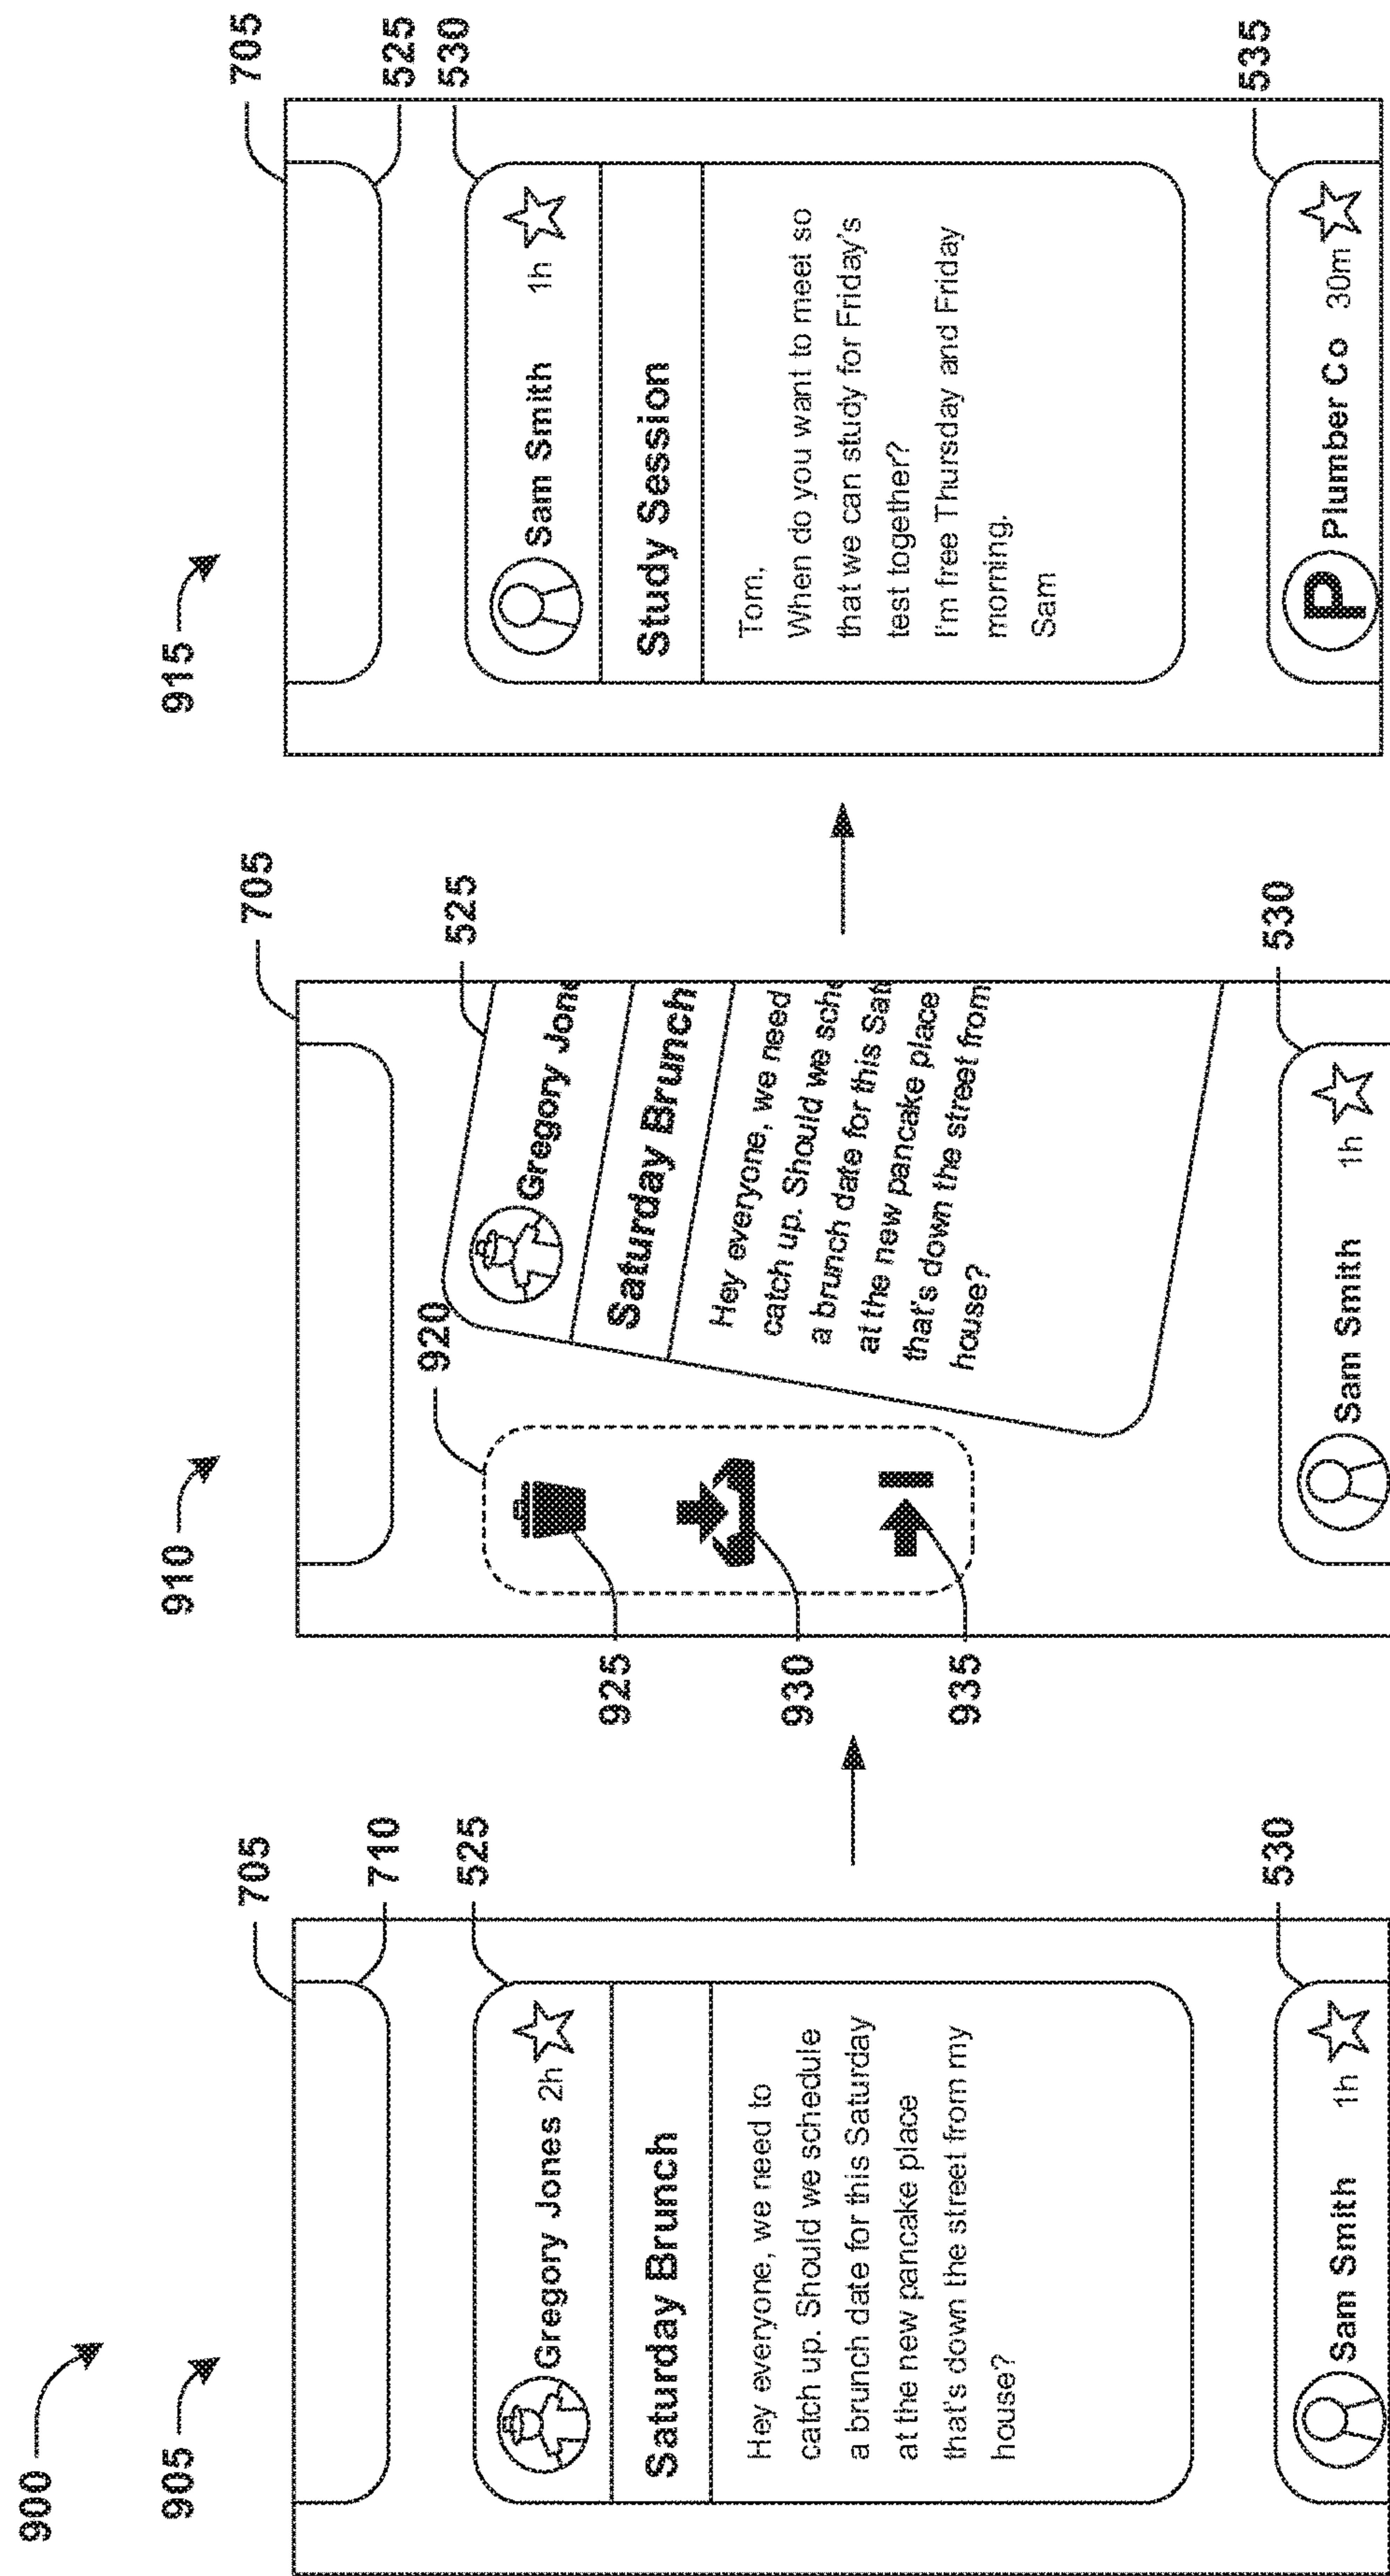 900
905
705
710
525
Gregory Jones 2h
Saturday Brunch
Hey everyone, we need to
catch up. Should we schedule
a brunch date for this Saturday
at the new pancake place
that's down the street from my
house?
530
Sam Smith 1h
910
705
920
525
Gregory Jone
Saturday Brunch
Hey everyone, we need
catch up. Should we sche
a brunch date for this Satu
at the new pancake place
that's down the street from
house?
925
930
935
530
Sam Smith 1h
915
705
525
530
Sam Smith 1h
Study Session
Tom,
When do you want to meet so
that we can study for Friday's
test together?
I'm free Thursday and Friday
morning.
Sam
535
P Plumber Co 30m